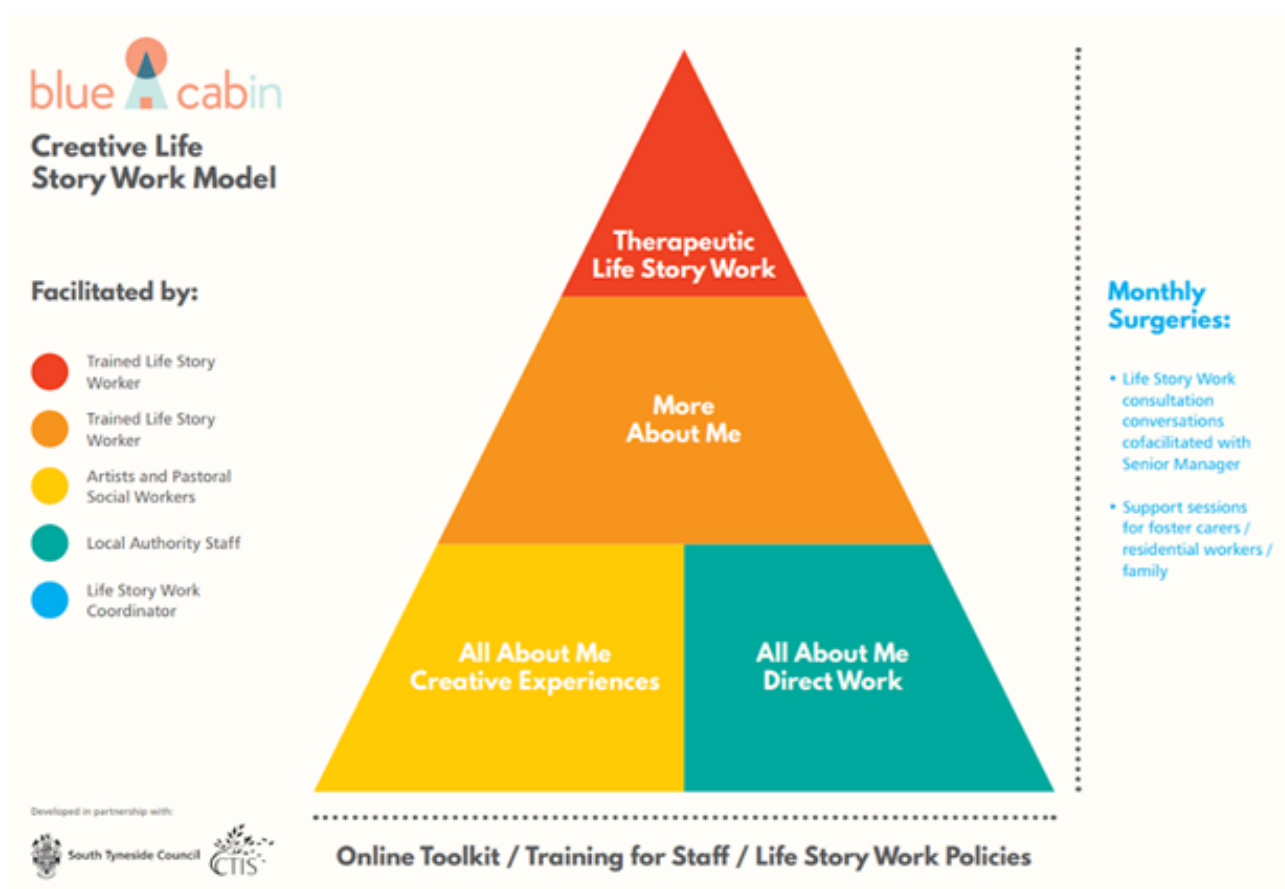 blue cabin
Creative Life
Story Work Model
Facilitated by:
Trained Life Story
Worker
Trained Life Story
Worker
Artists and Pastoral
Social Workers
Local Authority Staff
Life Story Work
Coordinator
Developed in partnership with:
South Tyneside Council
CTIS
Therapeutic
Life Story Work
More
About Me
All About Me
Creative Experiences
All About Me
Direct Work
Online Toolkit / Training for Staff / Life Story Work Policies
Monthly
Surgeries:
• Life Story Work
consultation
conversations
cofacilitated with
Senior Manager
• Support sessions
for foster carers /
residential workers /
family